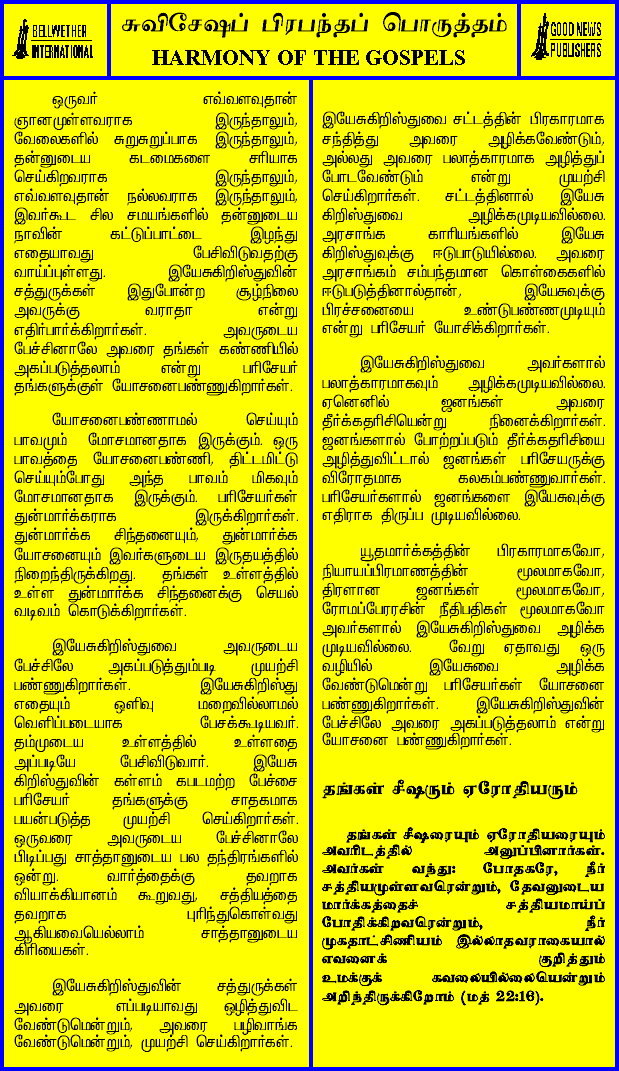 BELLWETHER
INTERNATIONAL
சுவிசேஷப் பிரபந்தப் பொருத்தம்
HARMONY OF THE GOSPELS
GOOD NEWS
PUBLISHERS
ஒருவர் எவ்வளவுதான்
ஞானமுள்ளவராக இருந்தாலும்,
வேலைகளில் சுறுசுறுப்பாக இருந்தாலும்,
தன்னுடைய கடமைகளை சரியாக
செய்கிறவராக இருந்தாலும்,
எவ்வளவுதான் நல்லவராக இருந்தாலும்,
இவர்கூட சில சமயங்களில் தன்னுடைய
நாவின் கட்டுப்பாட்டை இழந்து
எதையாவது பேசிவிடுவதற்கு
வாய்ப்புள்ளது. இயேசுகிறிஸ்துவின்
சத்துருக்கள் இதுபோன்ற சூழ்நிலை
அவருக்கு வராதா என்று
எதிர்பார்க்கிறார்கள். அவருடைய
பேச்சினாலே அவரை தங்கள் கண்ணியில்
அகப்படுத்தலாம் என்று பரிசேயர்
தங்களுக்குள் யோசனைபண்ணுகிறார்கள்.
யோசனைபண்ணாமல் செய்யும்
பாவமும் மோசமானதாக இருக்கும். ஒரு
பாவத்தை யோசனைபண்ணி, திட்டமிட்டு
செய்யும்போது அந்த பாவம் மிகவும்
மோசமானதாக இருக்கும். பரிசேயர்கள்
துன்மார்க்கராக இருக்கிறார்கள்.
துன்மார்க்க சிந்தனையும், துன்மார்க்க
யோசனையும் இவர்களுடைய இருதயத்தில்
நிறைந்திருக்கிறது. தங்கள் உள்ளத்தில்
உள்ள துன்மார்க்க சிந்தனைக்கு செயல்
வடிவம் கொடுக்கிறார்கள்.
இயேசுகிறிஸ்துவை அவருடைய
பேச்சிலே அகப்படுத்தும்படி முயற்சி
பண்ணுகிறார்கள். இயேசுகிறிஸ்து
எதையும் ஒளிவு மறைவில்லாமல்
வெளிப்படையாக பேசக்கூடியவர்.
தம்முடைய உள்ளத்தில் உள்ளதை
அப்படியே பேசிவிடுவார். இயேசு
கிறிஸ்துவின் கள்ளம் கபடமற்ற பேச்சை
பரிசேயர் தங்களுக்கு சாதகமாக
பயன்படுத்த முயற்சி செய்கிறார்கள்.
ஒருவரை அவருடைய பேச்சினாலே
பிடிப்பது சாத்தானுடைய பல தந்திரங்களில்
ஒன்று. வார்த்தைக்கு தவறாக
வியாக்கியானம் கூறுவது, சத்தியத்தை
தவறாக புரிந்துகொள்வது
ஆகியவையெல்லாம் சாத்தானுடைய
கிரியைகள்.
இயேசுகிறிஸ்துவின் சத்துருக்கள்
அவரை எப்படியாவது ஒழித்துவிட
வேண்டுமென்றும், அவரை பழிவாங்க
வேண்டுமென்றும், முயற்சி செய்கிறார்கள்.
இயேசுகிறிஸ்துவை சட்டத்தின் பிரகாரமாக
சந்தித்து அவரை அழிக்கவேண்டும்,
அல்லது அவரை பலாத்காரமாக அழித்துப்
போடவேண்டும் என்று முயற்சி
செய்கிறார்கள். சட்டத்தினால் இயேசு
கிறிஸ்துவை அழிக்கமுடியவில்லை.
அரசாங்க காரியங்களில் இயேசு
கிறிஸ்துவுக்கு ஈடுபாடுயில்லை. அவரை
அரசாங்கம் சம்பந்தமான கொள்கைகளில்
ஈடுபடுத்தினால்தான், இயேசுவுக்கு
பிரச்சனையை உண்டுபண்ணமுடியும்
என்று பரிசேயர் யோசிக்கிறார்கள்.
இயேசுகிறிஸ்துவை அவர்களால்
பலாத்காரமாகவும் அழிக்கமுடியவில்லை.
ஏனெனில் ஜனங்கள் அவரை
தீர்க்கதரிசியென்று நினைக்கிறார்கள்.
ஜனங்களால் போற்றப்படும் தீர்க்கதரிசியை
அழித்துவிட்டால் ஜனங்கள் பரிசேயருக்கு
விரோதமாக கலகம்பண்ணுவார்கள்.
பரிசேயர்களால் ஜனங்களை இயேசுவுக்கு
எதிராக திருப்ப முடியவில்லை.
யூதமார்க்கத்தின் பிரகாரமாகவோ,
நியாயப்பிரமாணத்தின் மூலமாகவோ,
திரளான ஜனங்கள் மூலமாகவோ,
ரோமப்பேரரசின் நீதிபதிகள் மூலமாகவோ
அவர்களால் இயேசுகிறிஸ்துவை அழிக்க
முடியவில்லை. வேறு ஏதாவது ஒரு
வழியில் இயேசுவை அழிக்க
வேண்டுமென்று பரிசேயர்கள் யோசனை
பண்ணுகிறார்கள். இயேசுகிறிஸ்துவின்
பேச்சிலே அவரை அகப்படுத்தலாம் என்று
யோசனை பண்ணுகிறார்கள்.
தங்கள் சீஷரும் ஏரோதியரும்
தங்கள் சீஷரையும் ஏரோதியரையும்
அவரிடத்தில் அனுப்பினார்கள்.
அவர்கள் வந்து: போதகரே, நீர்
சத்தியமுள்ளவரென்றும், தேவனுடைய
மார்க்கத்தைச் சத்தியமாய்ப்
போதிக்கிறவரென்றும், நீர்
முகதாட்சிணியம் இல்லாதவராகையால்
எவனைக் குறித்தும்
உமக்குக் கவலையில்லையென்றும்
அறிந்திருக்கிறோம் (மத் 22:16).